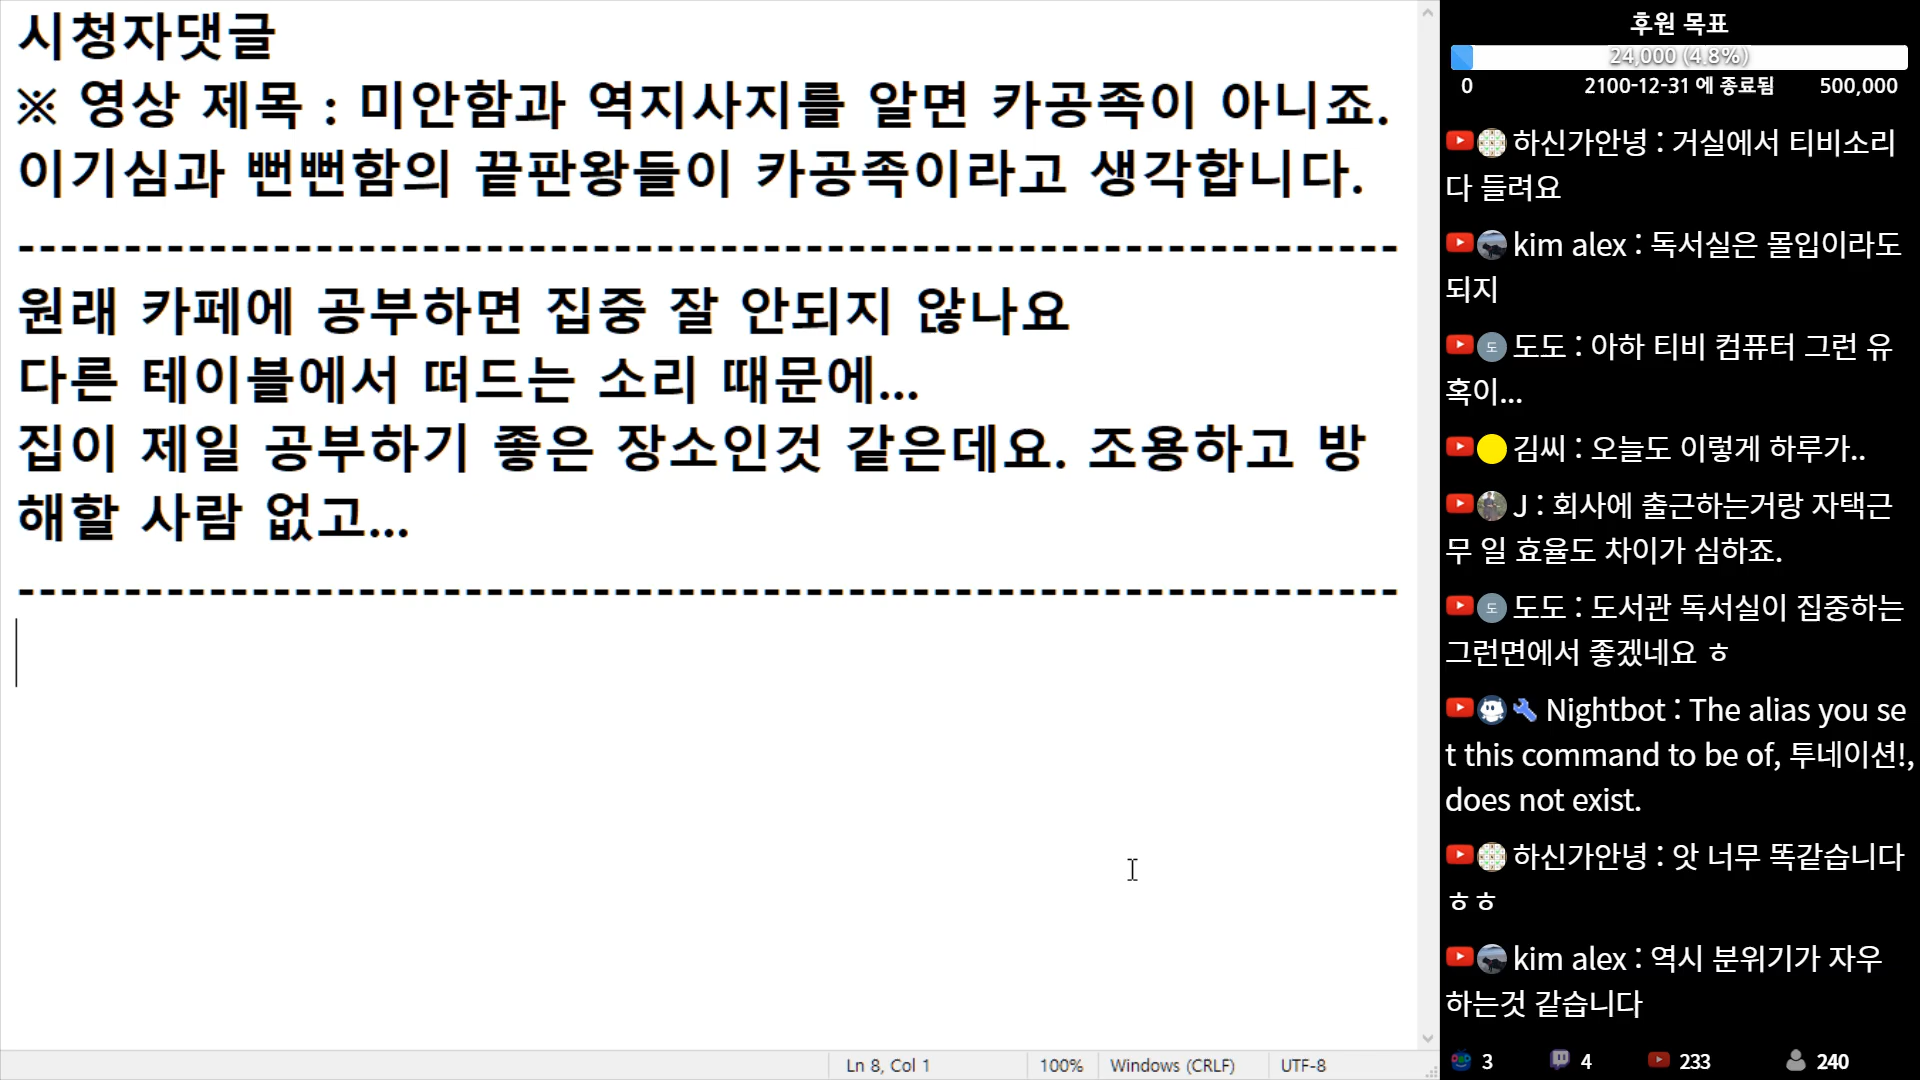 시청자댓글
※ 영상 제목 : 미안함과 역지사지를 알면 카공족이 아니죠.
이기심과 뻔뻔함의 끝판왕들이 카공족이라고 생각합니다.
-----------------------------------------------------------------
원래 카페에 공부하면 집중 잘 안되지 않나요
다른 테이블에서 떠드는 소리 때문에...
집이 제일 공부하기 좋은 장소인것 같은데요. 조용하고 방
해할 사람 없고...
-----------------------------------------------------------------
Ln 8, Col 1
100%
Windows (CRLF)
UTF-8
후원 목표
24,000 (4.8%)
0
2100-12-31 에 종료됨
500,000
하신가안녕 : 거실에서 티비소리
다 들려요
kim alex : 독서실은 몰입이라도
되지
도 도도 : 아하 티비 컴퓨터 그런 유
혹이...
김씨 : 오늘도 이렇게 하루가..
J : 회사에 출근하는거랑 자택근
무 일 효율도 차이가 심하죠.
도 도도 : 도서관 독서실이 집중하는
그런면에서 좋겠네요 ㅎ
Nightbot : The alias you se
t this command to be of, 투네이션!,
does not exist.
하신가안녕 : 앗 너무 똑같습니다
ㅎㅎ
kim alex : 역시 분위기가 자우
하는것 같습니다
3
4
233
240